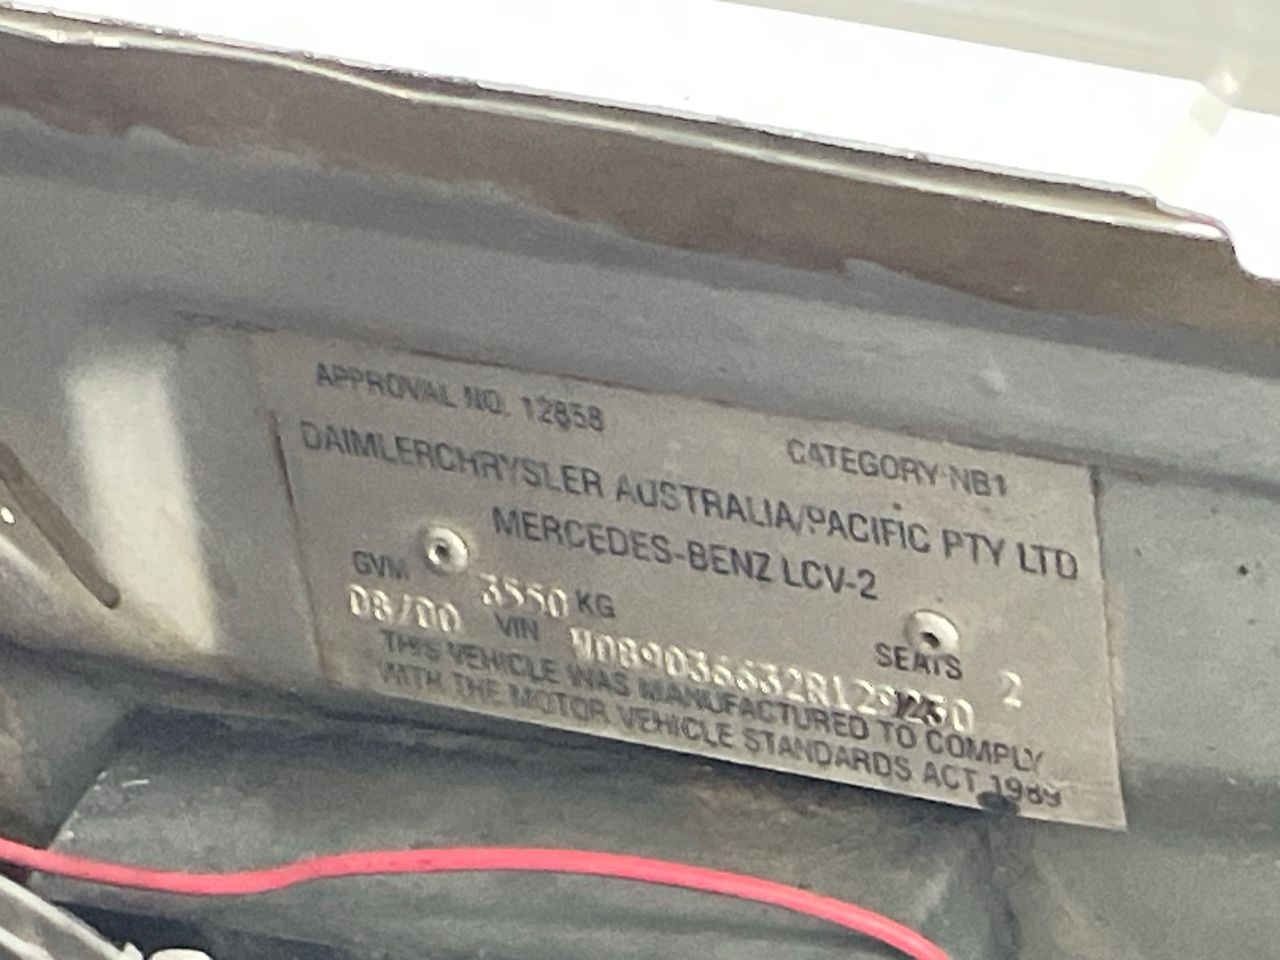 APPROVAL NO. 12858 CATEGORY NB1
DAIMLERCHRYSLER AUSTRALIA/PACIFIC PTY LTD
MERCEDES-BENZ LCV-2
GVM 3550 KG SEATS 2
08/00 VIN
THIS VEHICLE WAS MANUFACTURED TO COMPLY
WITH THE MOTOR VEHICLE STANDARDS ACT 1989